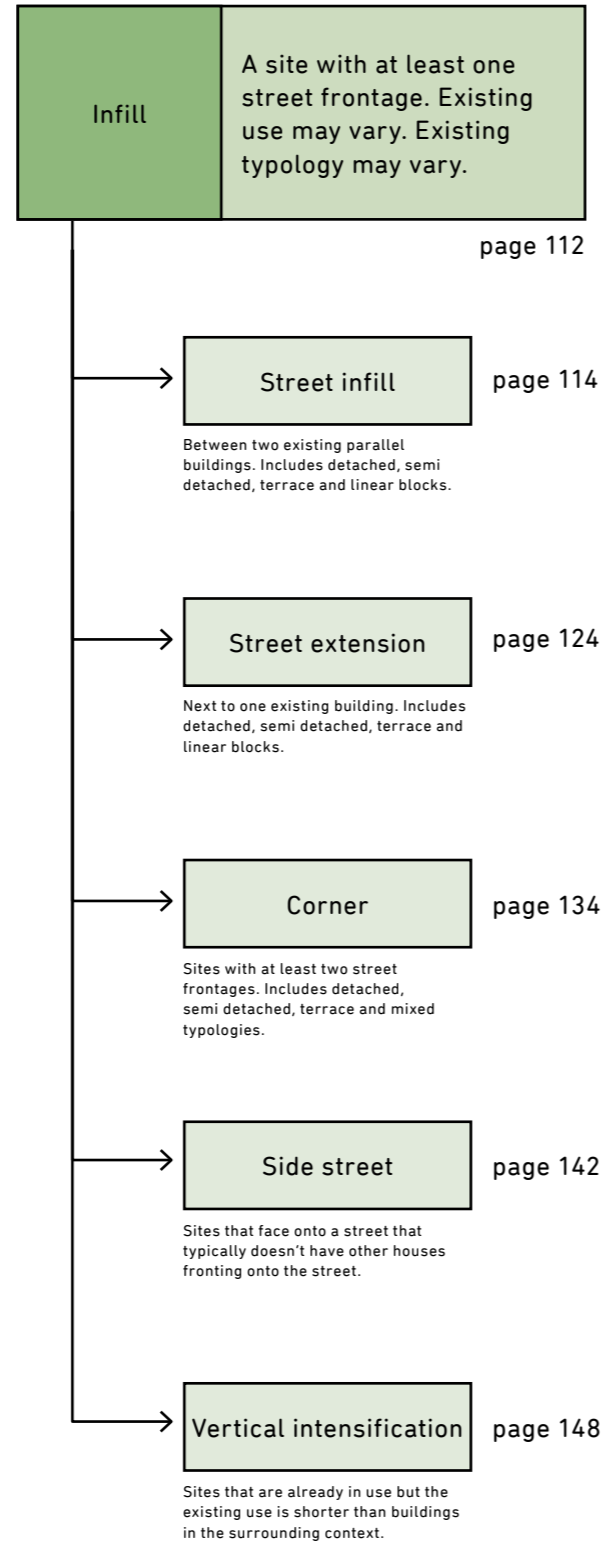 Infill
A site with at least one
street frontage. Existing
use may vary. Existing
typology may vary.
page 112
Street infill
page 114
Between two existing parallel
buildings. Includes detached, semi
detached, terrace and linear blocks.
Street extension
page 124
Next to one existing building. Includes
detached, semi detached, terrace and
linear blocks.
Corner
page 134
Sites with at least two street
frontages. Includes detached,
semi detached, terrace and mixed
typologies.
Side street
page 142
Sites that face onto a street that
typically doesn't have other houses
fronting onto the street.
Vertical intensification
page 148
Sites that are already in use but the
existing use is shorter than buildings
in the surrounding context.